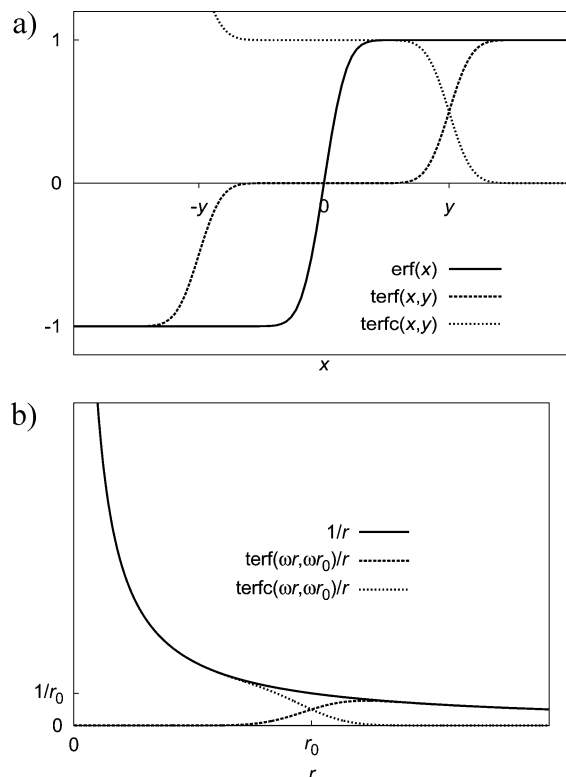 a)
1
0
-y
0
y
erf(x)
terf(x,y)
terfc(x,y)
-1
x
b)
1/r
terf(ωr,ωr₀)/r
terfc(ωr,ωr₀)/r
1/r₀
0
0
r₀
r